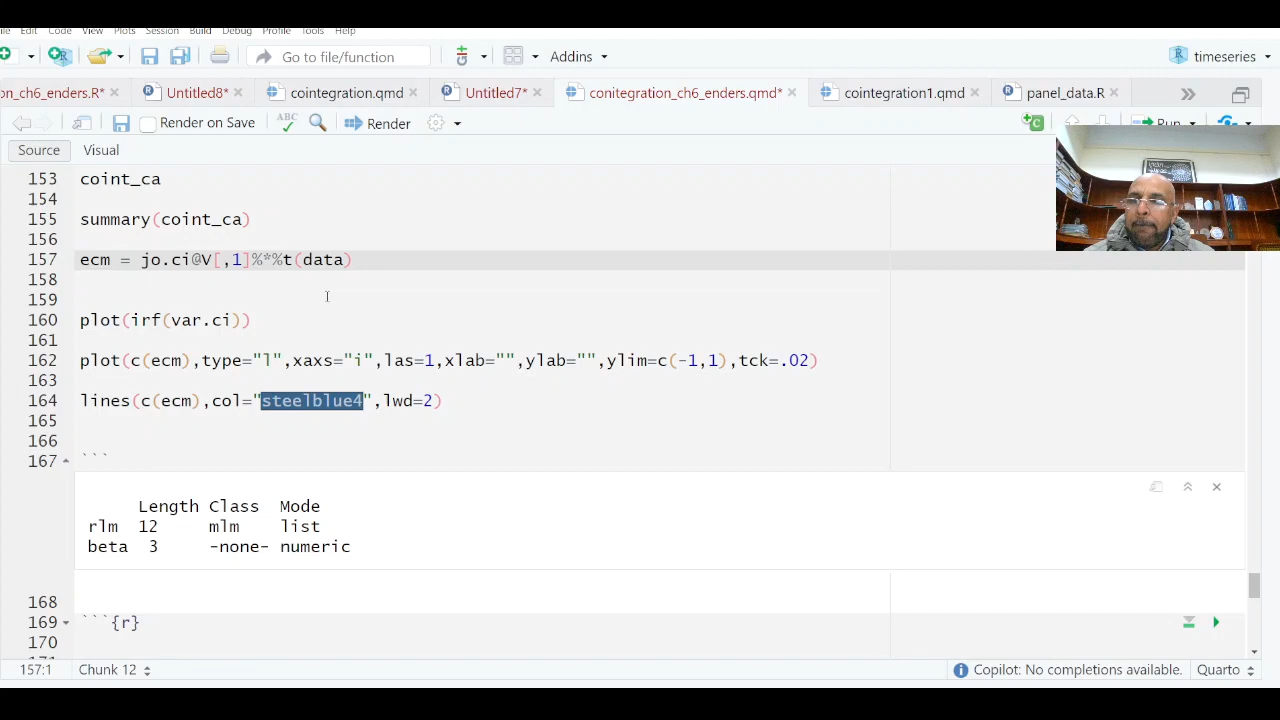 File Edit Code View Plots Session Build Debug Profile Tools Help
Go to file/function Addins timeseries
on_ch6_enders.R* Untitled8* cointegration.qmd Untitled7* conitegration_ch6_enders.qmd* cointegration1.qmd panel_data.R
Render on Save ABC Render Run
Source Visual
153 coint_ca
154
155 summary(coint_ca)
156
157 ecm = jo.ci@V[,1]%*%t(data)
158
159
160 plot(irf(var.ci))
161
162 plot(c(ecm),type="l",xaxs="i",las=1,xlab="",ylab="",ylim=c(-1,1),tck=.02)
163
164 lines(c(ecm),col="steelblue4",lwd=2)
165
166
167 ```
Length Class Mode
rlm 12 mlm list
beta 3 -none- numeric
168
169 ```{r}
170
157:1 Chunk 12 Copilot: No completions available. Quarto